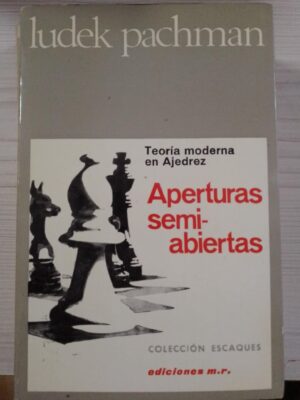 ludek pachman
Teoría moderna
en Ajedrez
Aperturas
semi-
abiertas
COLECCIÓN ESCAQUES
ediciones m.r.